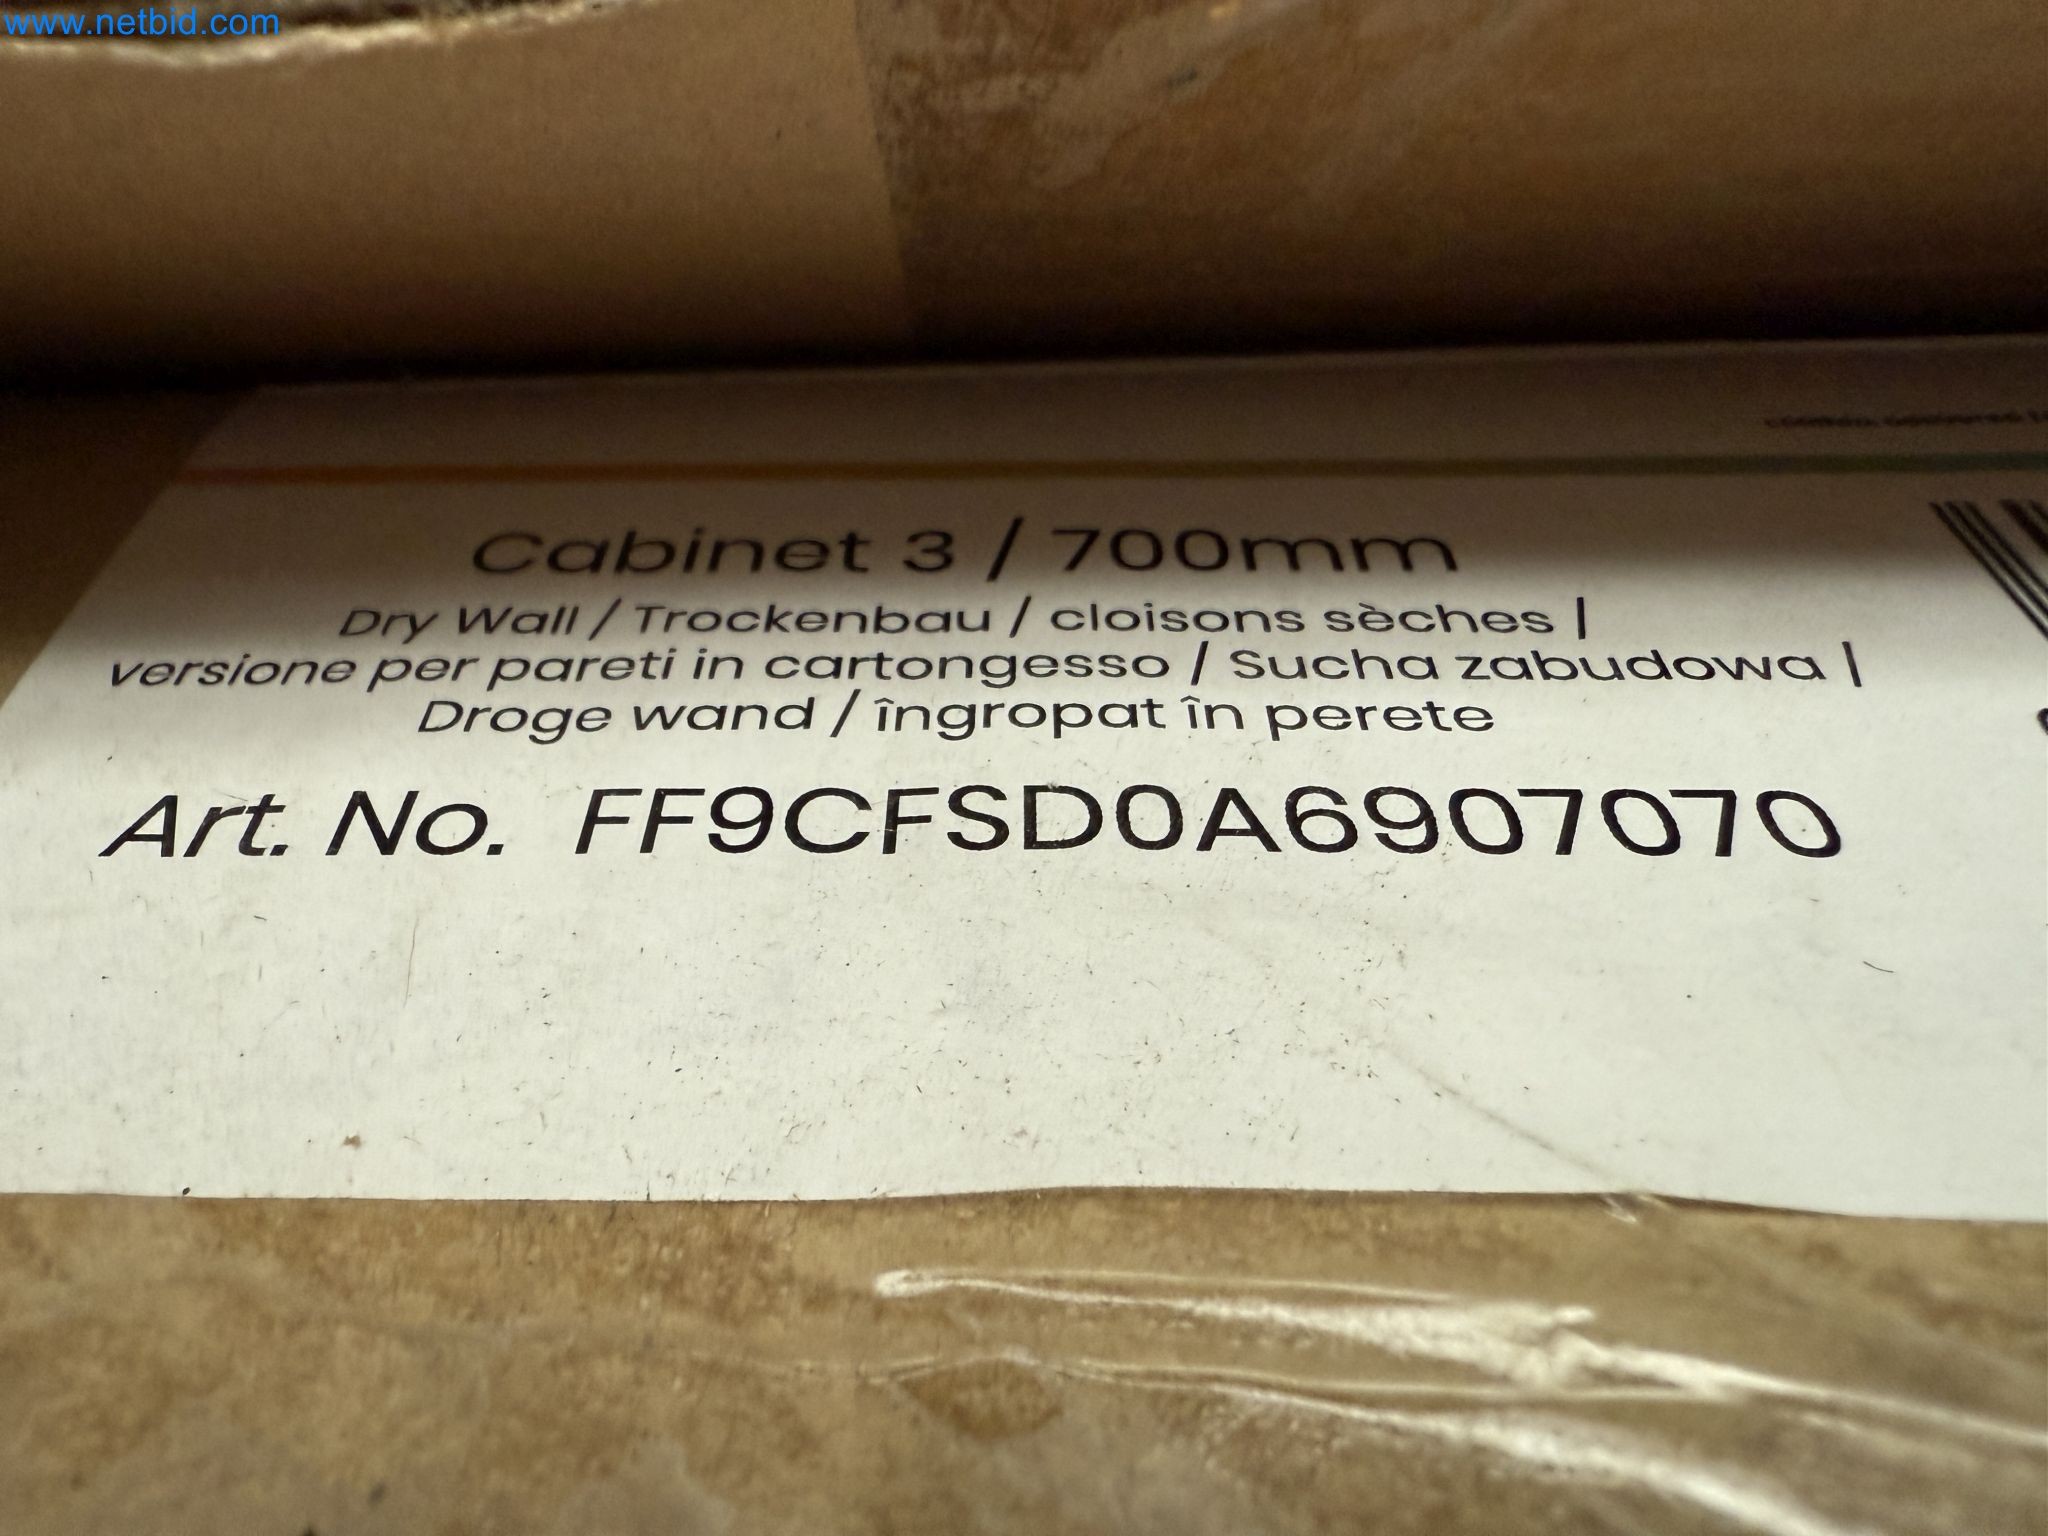 www.netbid.com
Cabinet 3 / 700mm
Dry Wall / Trockenbau / cloisons sèches |
versione per pareti in cartongesso / Sucha zabudowa |
Droge wand / îngropat în perete
Art. No. FF9CFSD0A6907070